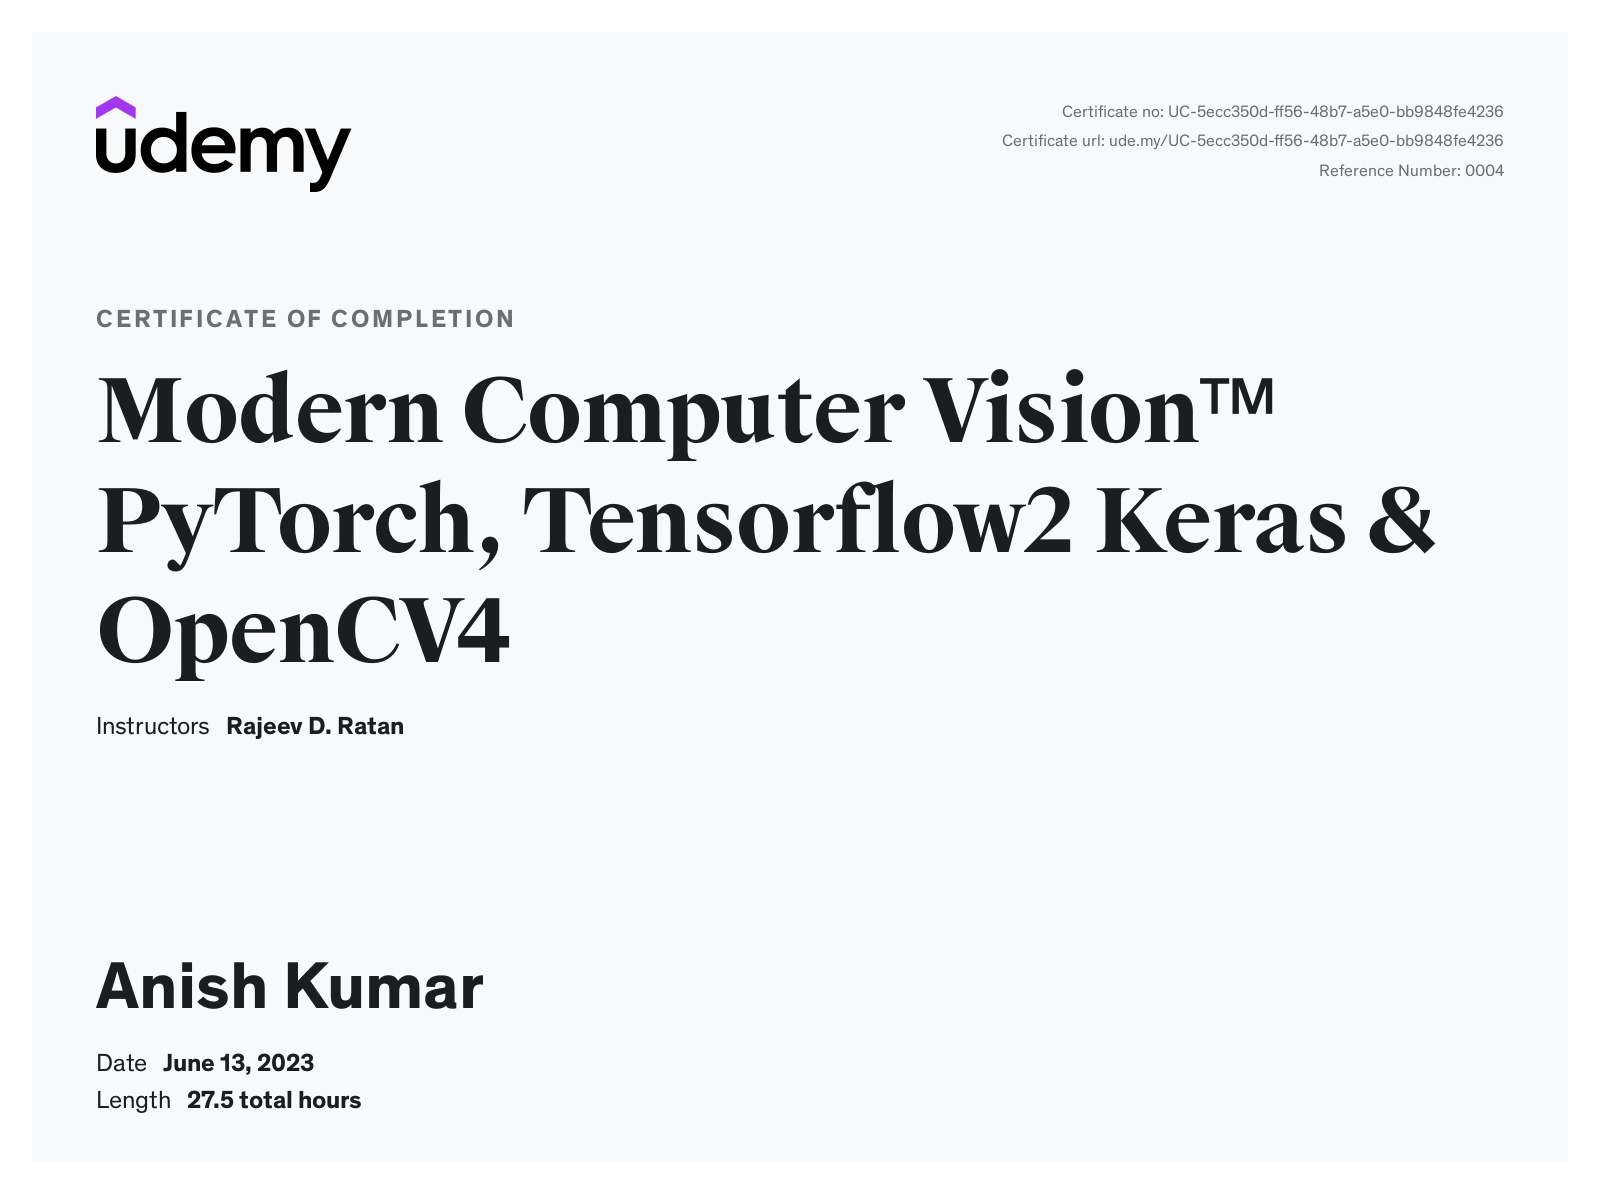 udemy
Certificate no: UC-5ecc350d-ff56-48b7-a5e0-bb9848fe4236
Certificate url: ude.my/UC-5ecc350d-ff56-48b7-a5e0-bb9848fe4236
Reference Number: 0004
CERTIFICATE OF COMPLETION
Modern Computer Vision™
PyTorch, Tensorflow2 Keras &
OpenCV4
Instructors Rajeev D. Ratan
Anish Kumar
Date June 13, 2023
Length 27.5 total hours